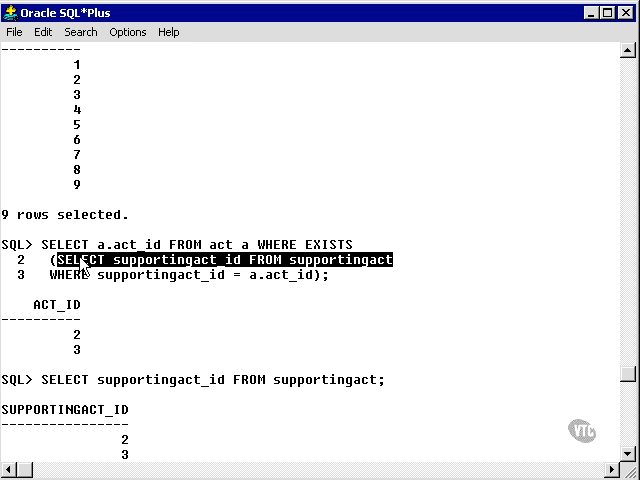 Oracle SQL*Plus
File Edit Search Options Help
----------
1
2
3
4
5
6
7
8
9
9 rows selected.
SQL> SELECT a.act_id FROM act a WHERE EXISTS
2 (SELECT supportingact_id FROM supportingact
3 WHERE supportingact_id = a.act_id);
ACT_ID
----------
2
3
SQL> SELECT supportingact_id FROM supportingact;
SUPPORTINGACT_ID
----------------
2
3
VTC